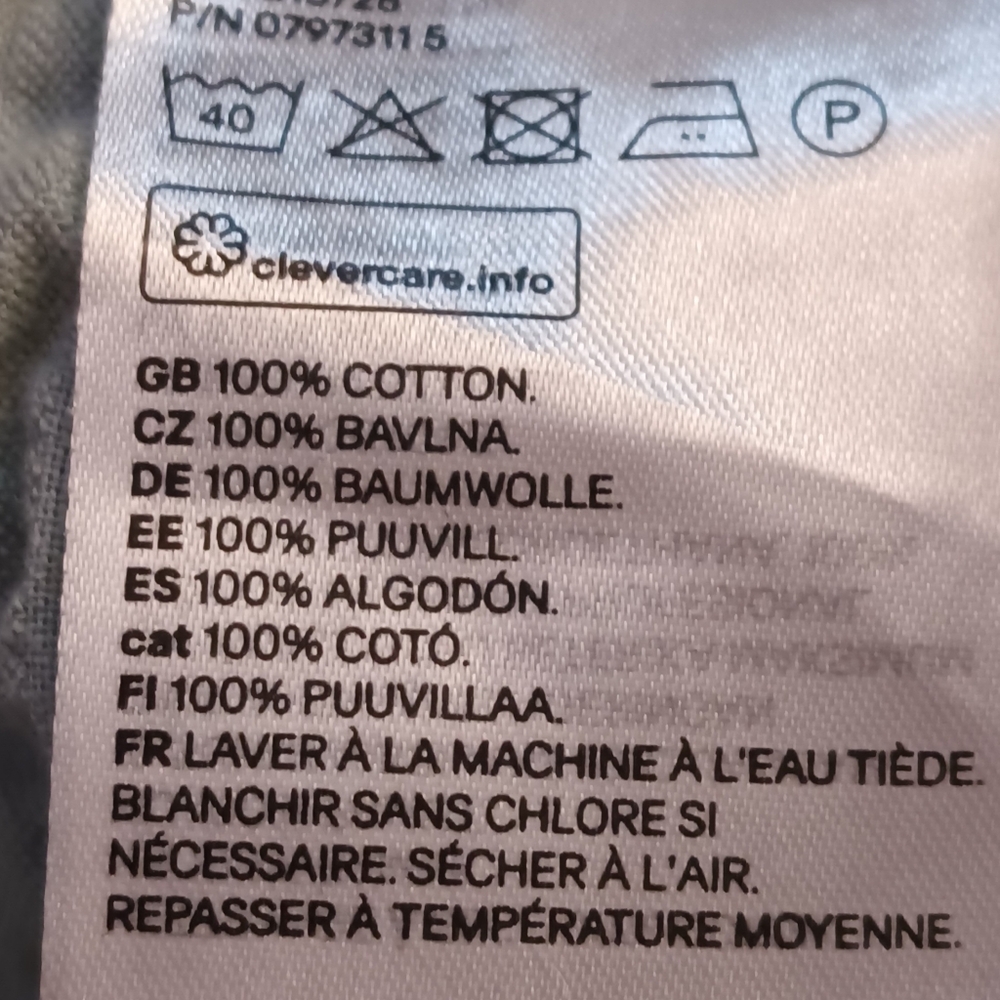 P/N 0797311 5
40
P
clevercare.info
GB 100% COTTON.
CZ 100% BAVLNA.
DE 100% BAUMWOLLE.
EE 100% PUUVILL.
ES 100% ALGODÓN.
cat 100% COTÓ.
FI 100% PUUVILLAA.
FR LAVER À LA MACHINE À L'EAU TIÈDE.
BLANCHIR SANS CHLORE SI
NÉCESSAIRE. SÉCHER À L'AIR.
REPASSER À TEMPÉRATURE MOYENNE.